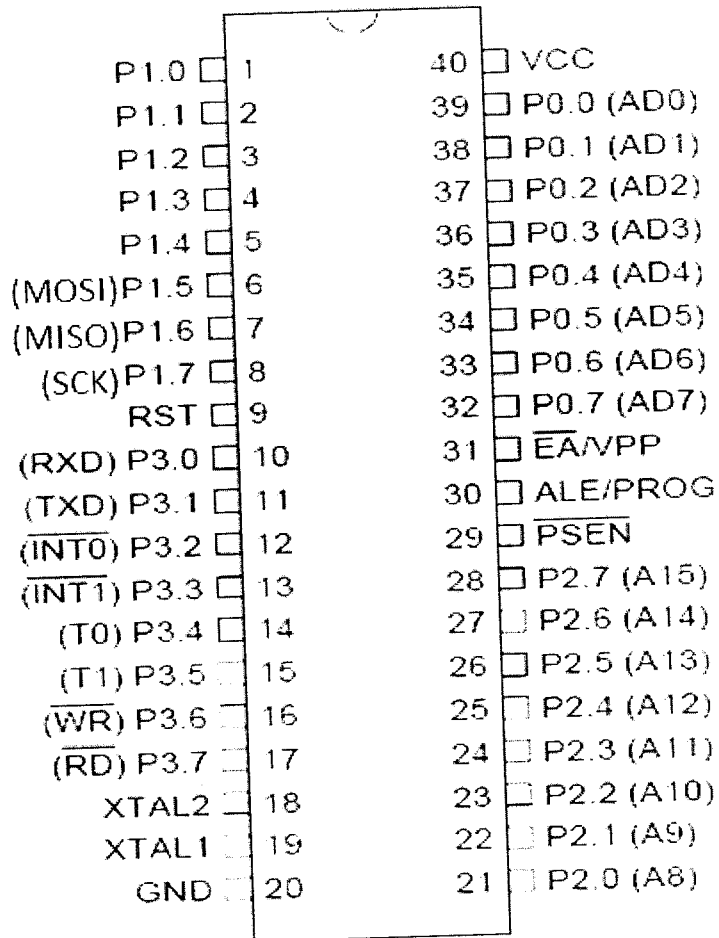 P1.0 1 40 VCC
P1.1 2 39 P0.0 (AD0)
P1.2 3 38 P0.1 (AD1)
P1.3 4 37 P0.2 (AD2)
P1.4 5 36 P0.3 (AD3)
(MOSI)P1.5 6 35 P0.4 (AD4)
(MISO)P1.6 7 34 P0.5 (AD5)
(SCK)P1.7 8 33 P0.6 (AD6)
RST 9 32 P0.7 (AD7)
(RXD) P3.0 10 31 E̅A̅/VPP
(TXD) P3.1 11 30 ALE/PROG
(I̅N̅T̅0̅) P3.2 12 29 P̅S̅E̅N̅
(I̅N̅T̅1̅) P3.3 13 28 P2.7 (A15)
(T0) P3.4 14 27 P2.6 (A14)
(T1) P3.5 15 26 P2.5 (A13)
(W̅R̅) P3.6 16 25 P2.4 (A12)
(R̅D̅) P3.7 17 24 P2.3 (A11)
XTAL2 18 23 P2.2 (A10)
XTAL1 19 22 P2.1 (A9)
GND 20 21 P2.0 (A8)